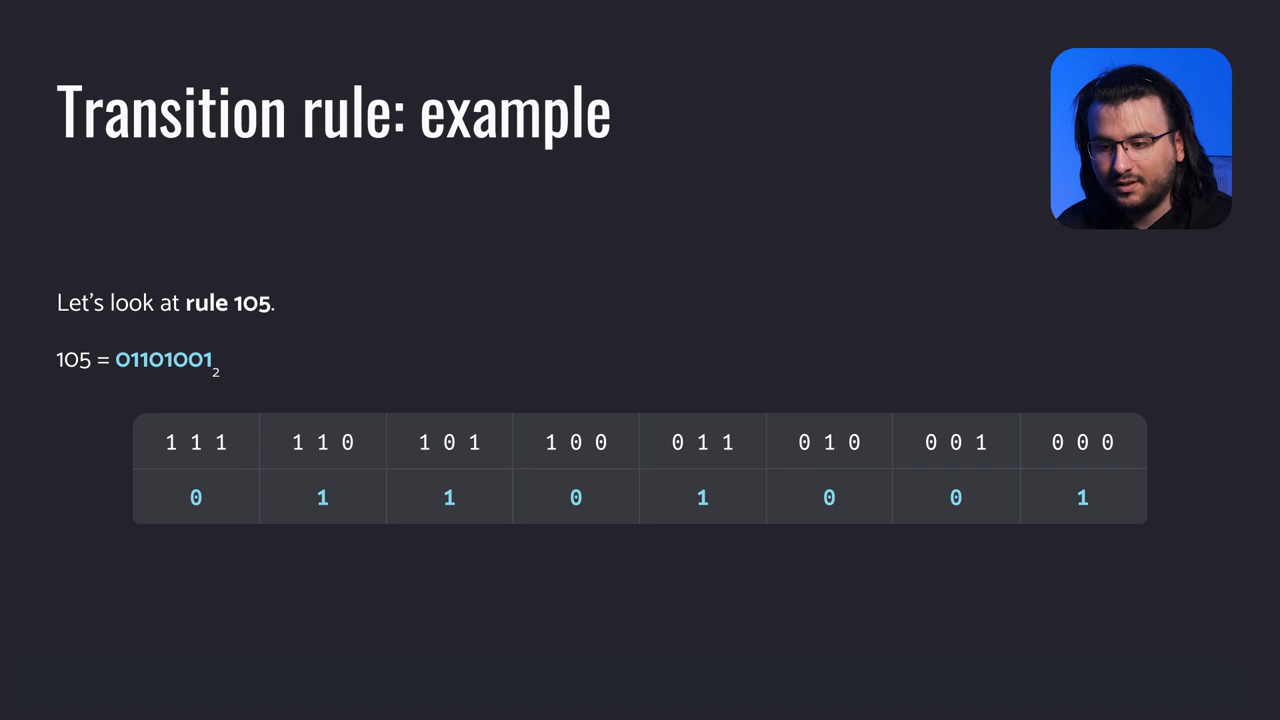 Transition rule: example
Let's look at rule 105.
105 = 01101001₂
1 1 1 1 1 0 1 0 1 1 0 0 0 1 1 0 1 0 0 0 1 0 0 0
0 1 1 0 1 0 0 1